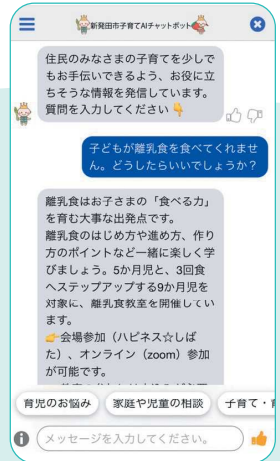 新発田市子育てAIチャットボット
住民のみなさまの子育てを少しで
もお手伝いできるよう、お役に立
ちそうな情報を発信しています。
質問を入力してください
子どもが離乳食を食べてくれませ
ん。どうしたらいいでしょうか？
離乳食はお子さまの「食べる力」
を育む大事な出発点です。
離乳食のはじめ方や進め方、作り
方のポイントなど一緒に楽しく学
びましょう。5か月児と、3回食
へステップアップする9か月児を
対象に、離乳食教室を開催してい
ます。
👉会場参加（ハピネス☆しば
た）、オンライン（zoom）参加
が可能です。
育児のお悩み
家庭や児童の相談
子育て・
メッセージを入力してください。